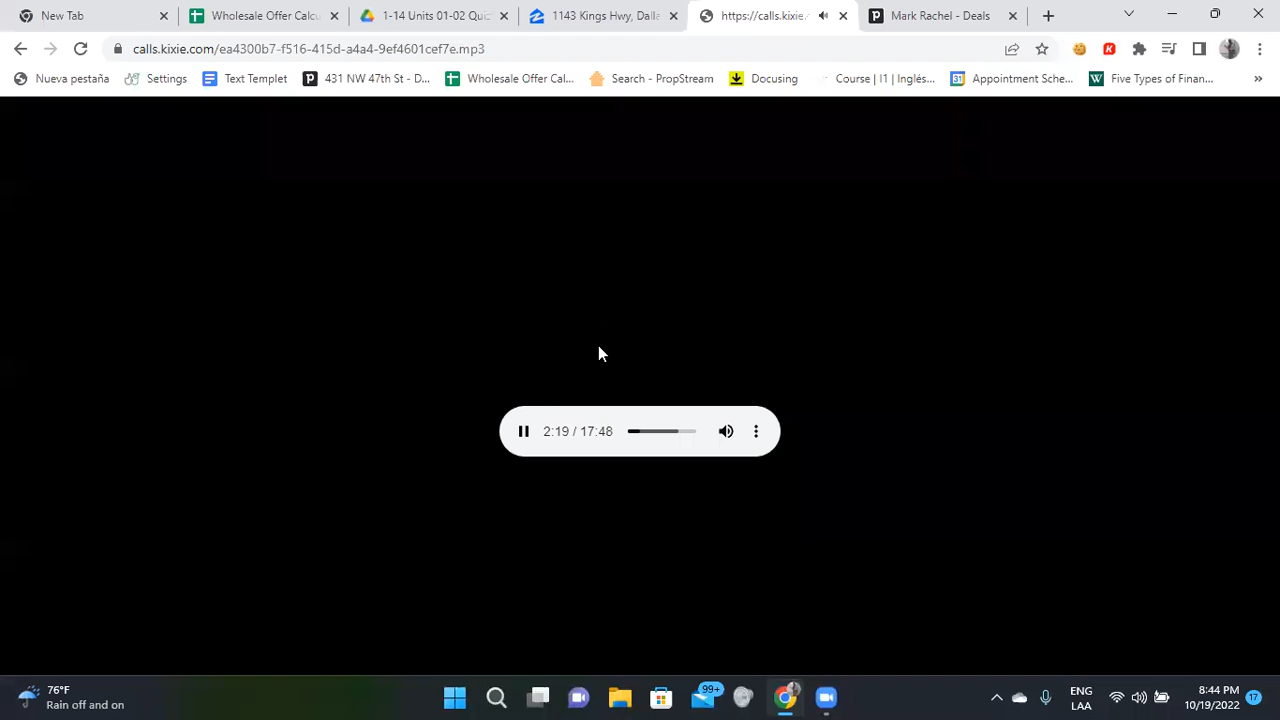 New Tab
Wholesale Offer Calcu
1-14 Units 01-02 Quic
1143 Kings Hwy, Dalla
https://calls.kixie.
Mark Rachel - Deals
calls.kixie.com/ea4300b7-f516-415d-a4a4-9ef4601cef7e.mp3
Nueva pestaña
Settings
Text Templet
431 NW 47th St - D...
Wholesale Offer Cal...
Search - PropStream
Docusing
Course | I1 | Inglés...
Appointment Sche...
Five Types of Finan...
2:19 / 17:48
76°F
Rain off and on
99+
ENG
LAA
8:44 PM
10/19/2022
17